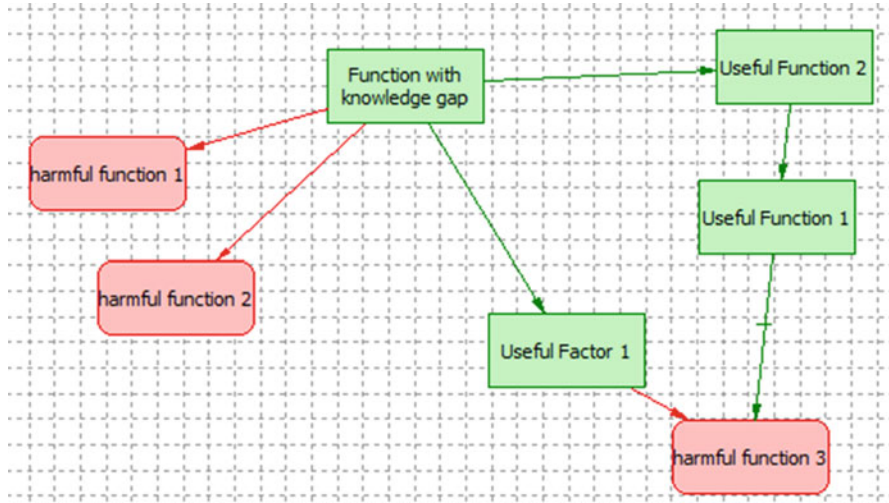 Function with
knowledge gap
Useful Function 2
harmful function 1
Useful Function 1
harmful function 2
Useful Factor 1
harmful function 3